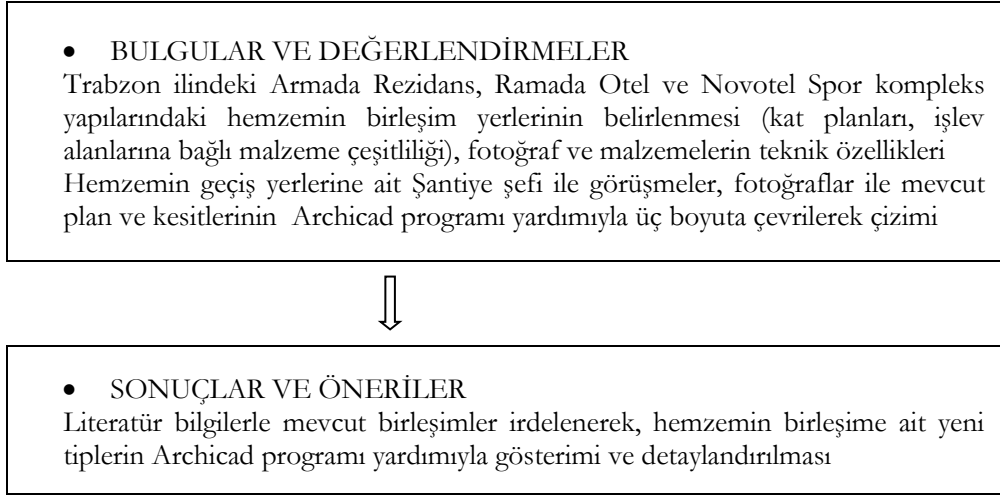 • BULGULAR VE DEĞERLENDİRMELER
Trabzon ilindeki Armada Rezidans, Ramada Otel ve Novotel Spor kompleks
yapılarındaki hemzemin birleşim yerlerinin belirlenmesi (kat planları, işlev
alanlarına bağlı malzeme çeşitliliği), fotoğraf ve malzemelerin teknik özellikleri
Hemzemin geçiş yerlerine ait Şantiye şefi ile görüşmeler, fotoğraflar ile mevcut
plan ve kesitlerinin Archicad programı yardımıyla üç boyuta çevrilerek çizimi
• SONUÇLAR VE ÖNERİLER
Literatür bilgilerle mevcut birleşimler irdelenerek, hemzemin birleşime ait yeni
tiplerin Archicad programı yardımıyla gösterimi ve detaylandırılması